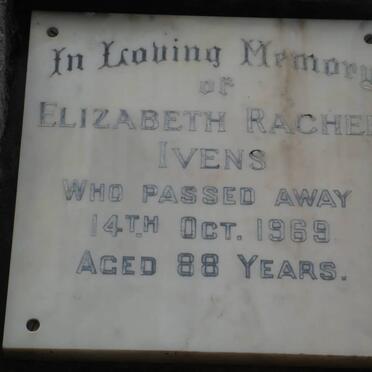 In Loving Memory
of
ELIZABETH RACHEL
IVENS
WHO PASSED AWAY
14TH OCT. 1969
AGED 88 YEARS.